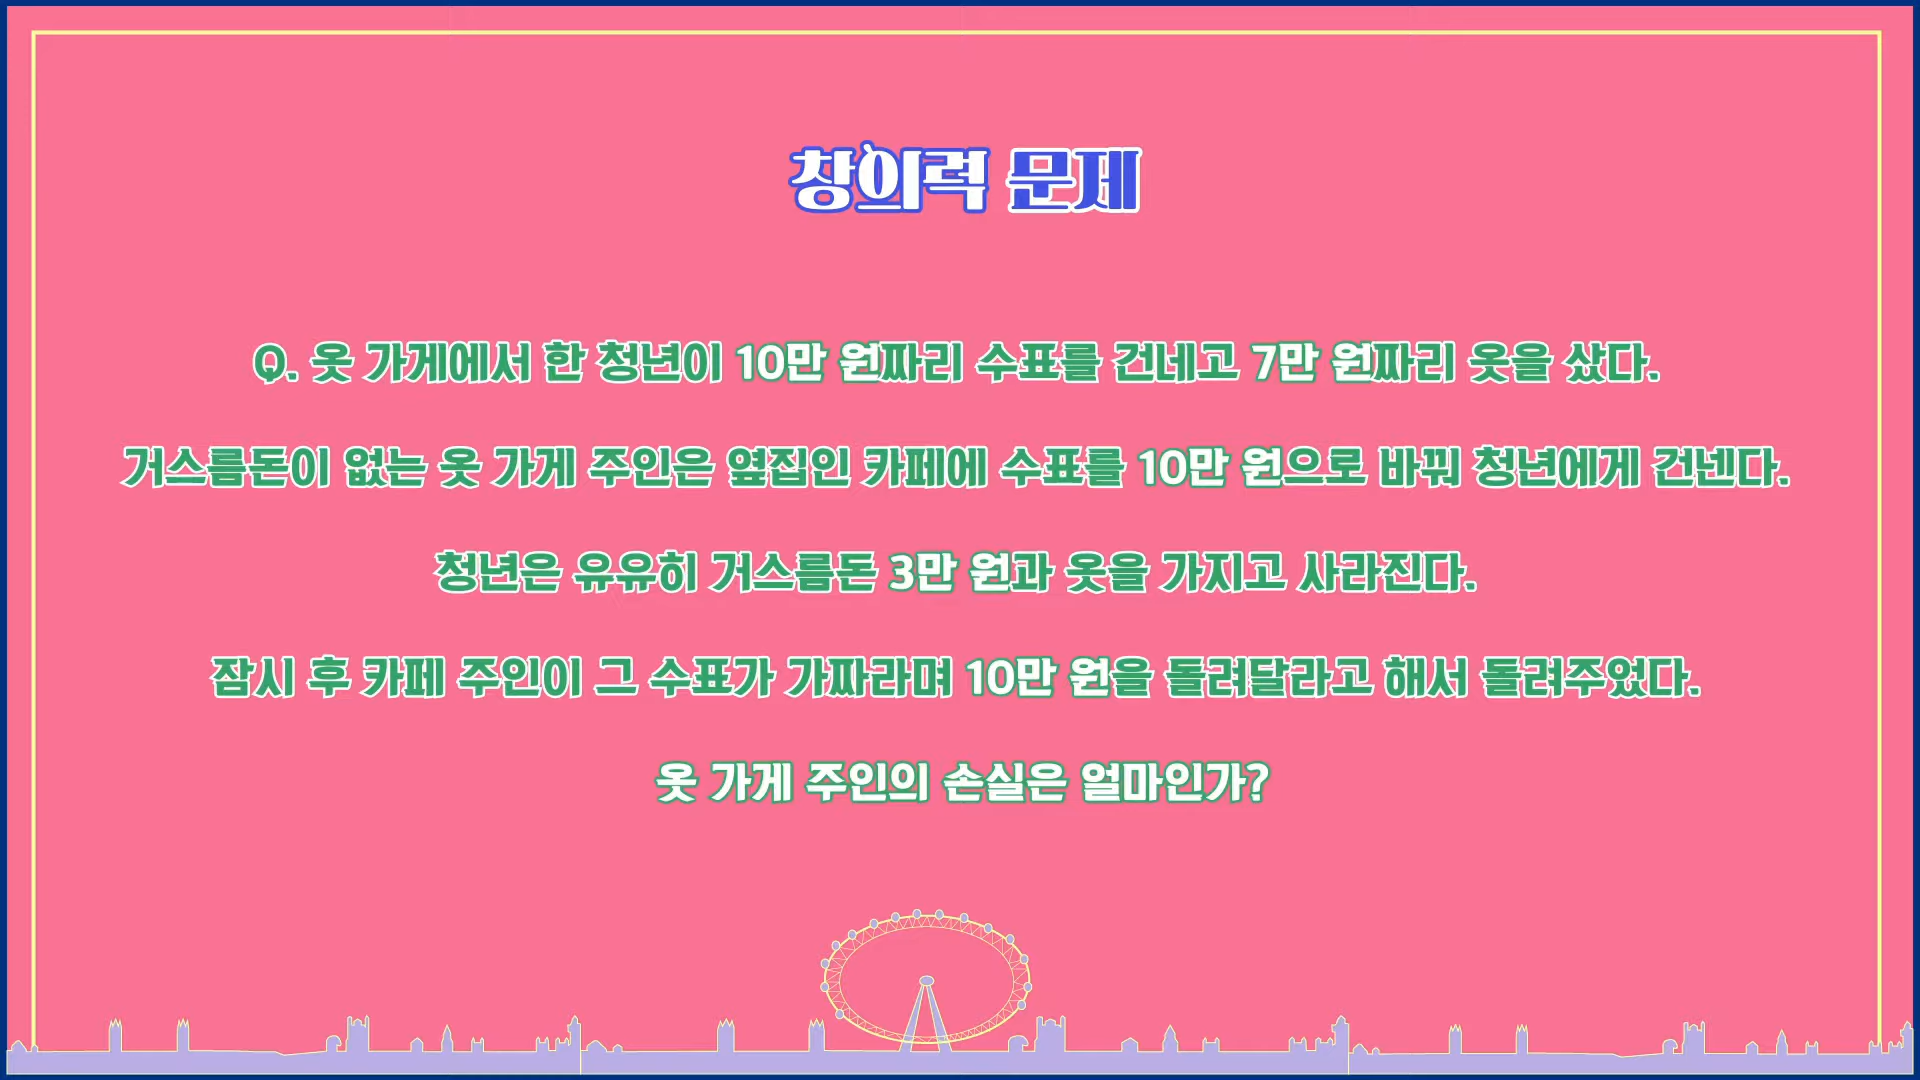 창의력 문제
Q. 옷 가게에서 한 청년이 10만 원짜리 수표를 건네고 7만 원짜리 옷을 샀다.
거스름돈이 없는 옷 가게 주인은 옆집인 카페에 수표를 10만 원으로 바꿔 청년에게 건넨다.
청년은 유유히 거스름돈 3만 원과 옷을 가지고 사라진다.
잠시 후 카페 주인이 그 수표가 가짜라며 10만 원을 돌려달라고 해서 돌려주었다.
옷 가게 주인의 손실은 얼마인가?